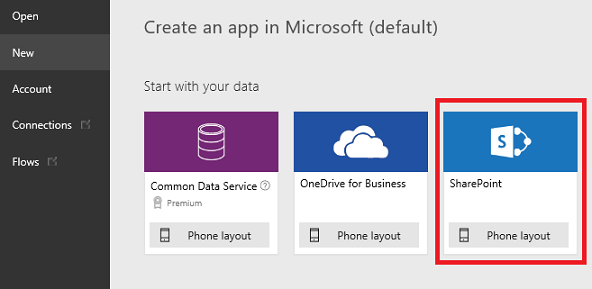 Open
New
Account
Connections
Flows
Create an app in Microsoft (default)
Start with your data
Common Data Service ?
Premium
Phone layout
OneDrive for Business
Phone layout
S
SharePoint
Phone layout